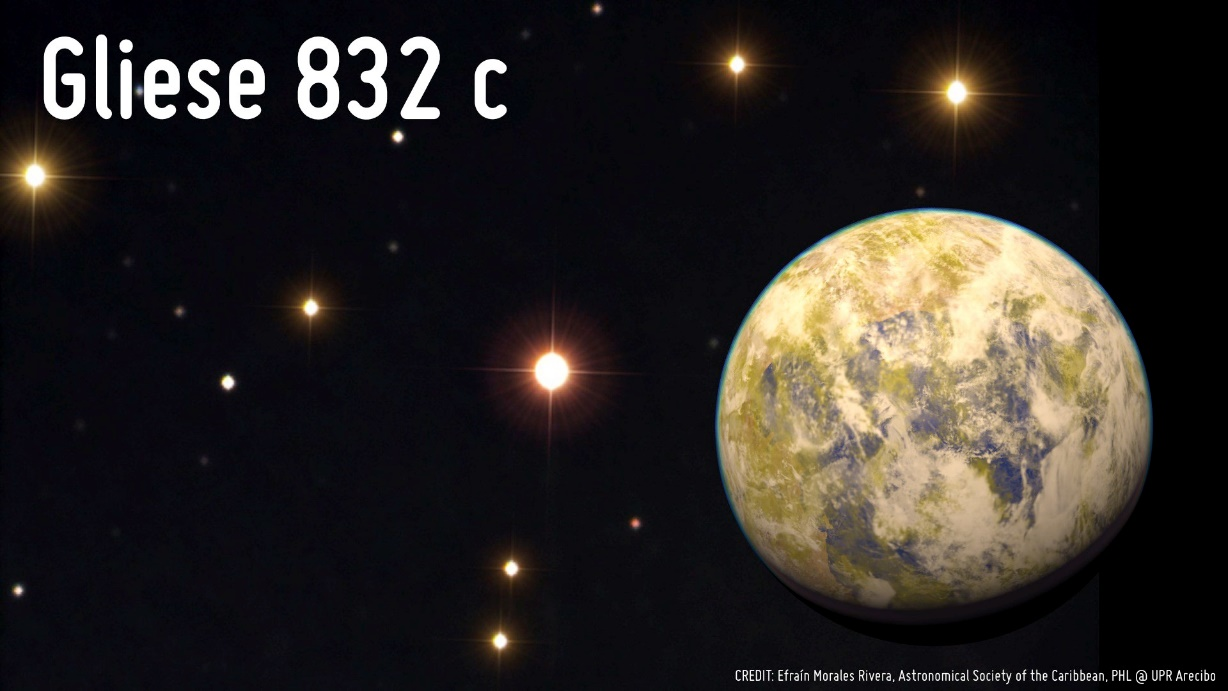 Gliese 832 c
CREDIT: Efraín Morales Rivera, Astronomical Society of the Caribbean, PHL @ UPR Arecibo